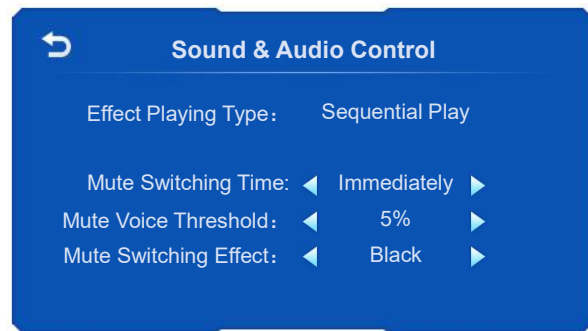 Sound & Audio Control
Effect Playing Type： Sequential Play
Mute Switching Time: Immediately
Mute Voice Threshold： 5%
Mute Switching Effect： Black